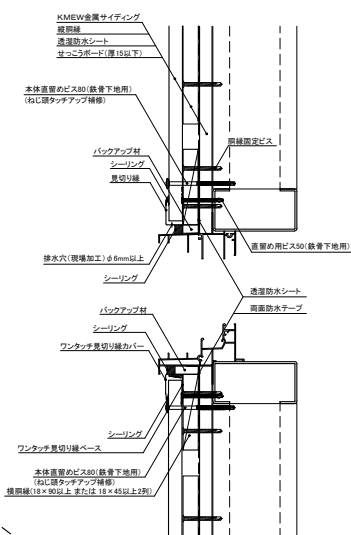 KMEW金属サイディング
縦胴縁
透湿防水シート
せっこうボード(厚15以下)
本体直留めビス80(鉄骨下地用)
(ねじ頭タッチアップ補修)
胴縁固定ビス
バックアップ材
シーリング
見切り縁
直留め用ビス50(鉄骨下地用)
排水穴(現場加工)φ6mm以上
シーリング
透湿防水シート
両面防水テープ
バックアップ材
シーリング
ワンタッチ見切り縁カバー
シーリング
ワンタッチ見切り縁ベース
本体直留めビス80(鉄骨下地用)
(ねじ頭タッチアップ補修)
横胴縁(18×90以上 または 18×45以上2列)